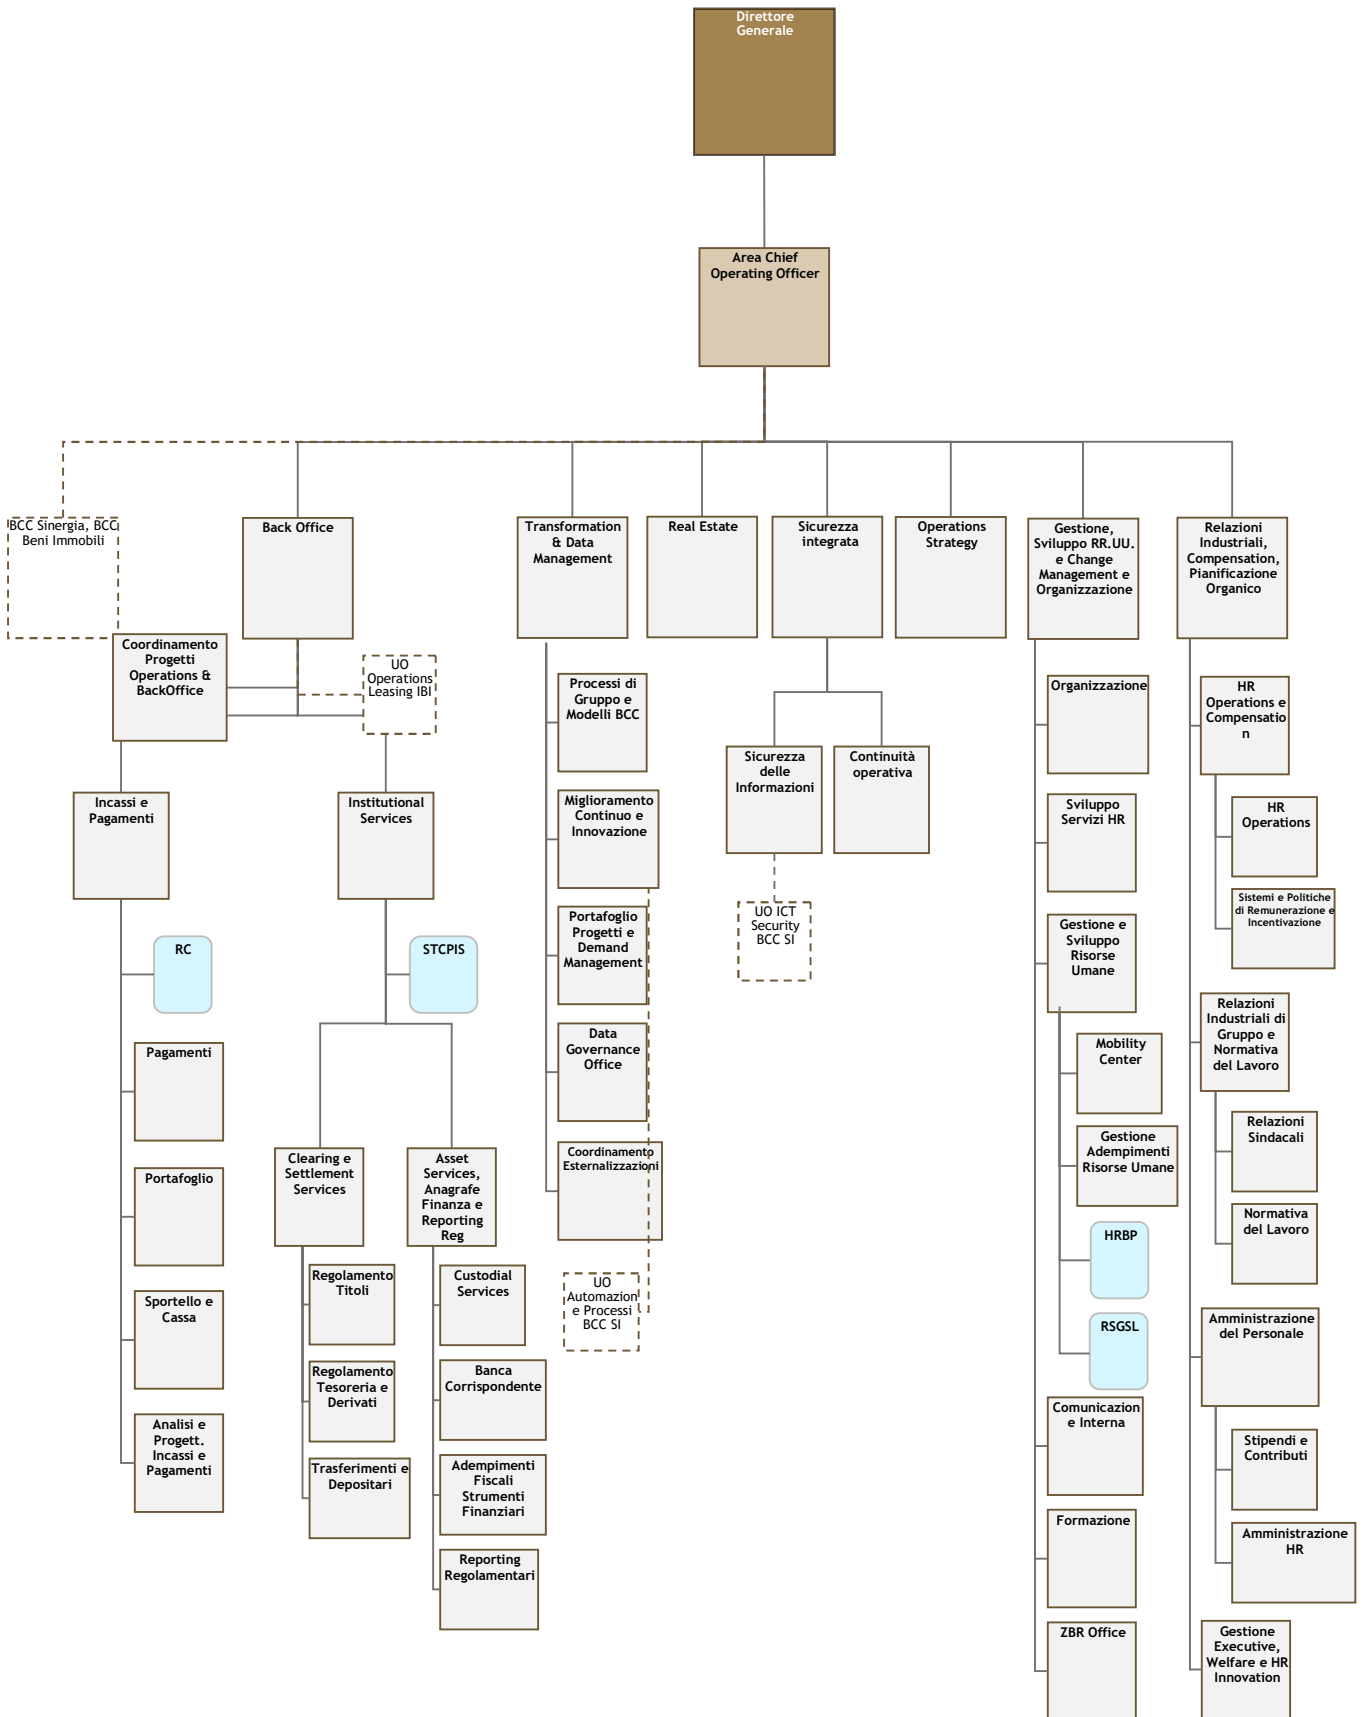 Direttore
Generale
Area Chief
Operating Officer
BCC Sinergia, BCC
Beni Immobili
Back Office
Transformation
& Data
Management
Real Estate
Sicurezza
integrata
Operations
Strategy
Gestione,
Sviluppo RR.UU.
e Change
Management e
Organizzazione
Relazioni
Industriali,
Compensation,
Pianificazione
Organico
Coordinamento
Progetti
Operations &
BackOffice
UO
Operations
Leasing IBI
Incassi e
Pagamenti
Institutional
Services
RC
STCPIS
Pagamenti
Portafoglio
Sportello e
Cassa
Analisi e
Progett.
Incassi e
Pagamenti
Clearing e
Settlement
Services
Asset
Services,
Anagrafe
Finanza e
Reporting
Reg
Regolamento
Titoli
Regolamento
Tesoreria e
Derivati
Trasferimenti e
Depositari
Custodial
Services
Banca
Corrispondente
Adempimenti
Fiscali
Strumenti
Finanziari
Reporting
Regolamentari
Processi di
Gruppo e
Modelli BCC
Miglioramento
Continuo e
Innovazione
Portafoglio
Progetti e
Demand
Management
Data
Governance
Office
Coordinamento
Esternalizzazioni
UO
Automazion
e Processi
BCC SI
Sicurezza
delle
Informazioni
Continuità
operativa
UO ICT
Security
BCC SI
Organizzazione
Sviluppo
Servizi HR
Gestione e
Sviluppo
Risorse
Umane
Mobility
Center
Gestione
Adempimenti
Risorse Umane
HRBP
RSGSL
Comunicazion
e Interna
Formazione
ZBR Office
HR
Operations e
Compensatio
n
HR
Operations
Sistemi e Politiche
di Remunerazione e
Incentivazione
Relazioni
Industriali di
Gruppo e
Normativa
del Lavoro
Relazioni
Sindacali
Normativa
del Lavoro
Amministrazione
del Personale
Stipendi e
Contributi
Amministrazione
HR
Gestione
Executive,
Welfare e HR
Innovation